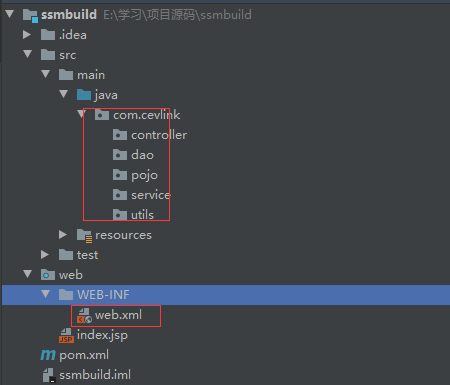 ssmbuild E:\学习\项目源码\ssmbuild
.idea
src
main
java
com.cevlink
controller
dao
pojo
service
utils
resources
test
web
WEB-INF
web.xml
JSP index.jsp
m pom.xml
ssmbuild.iml